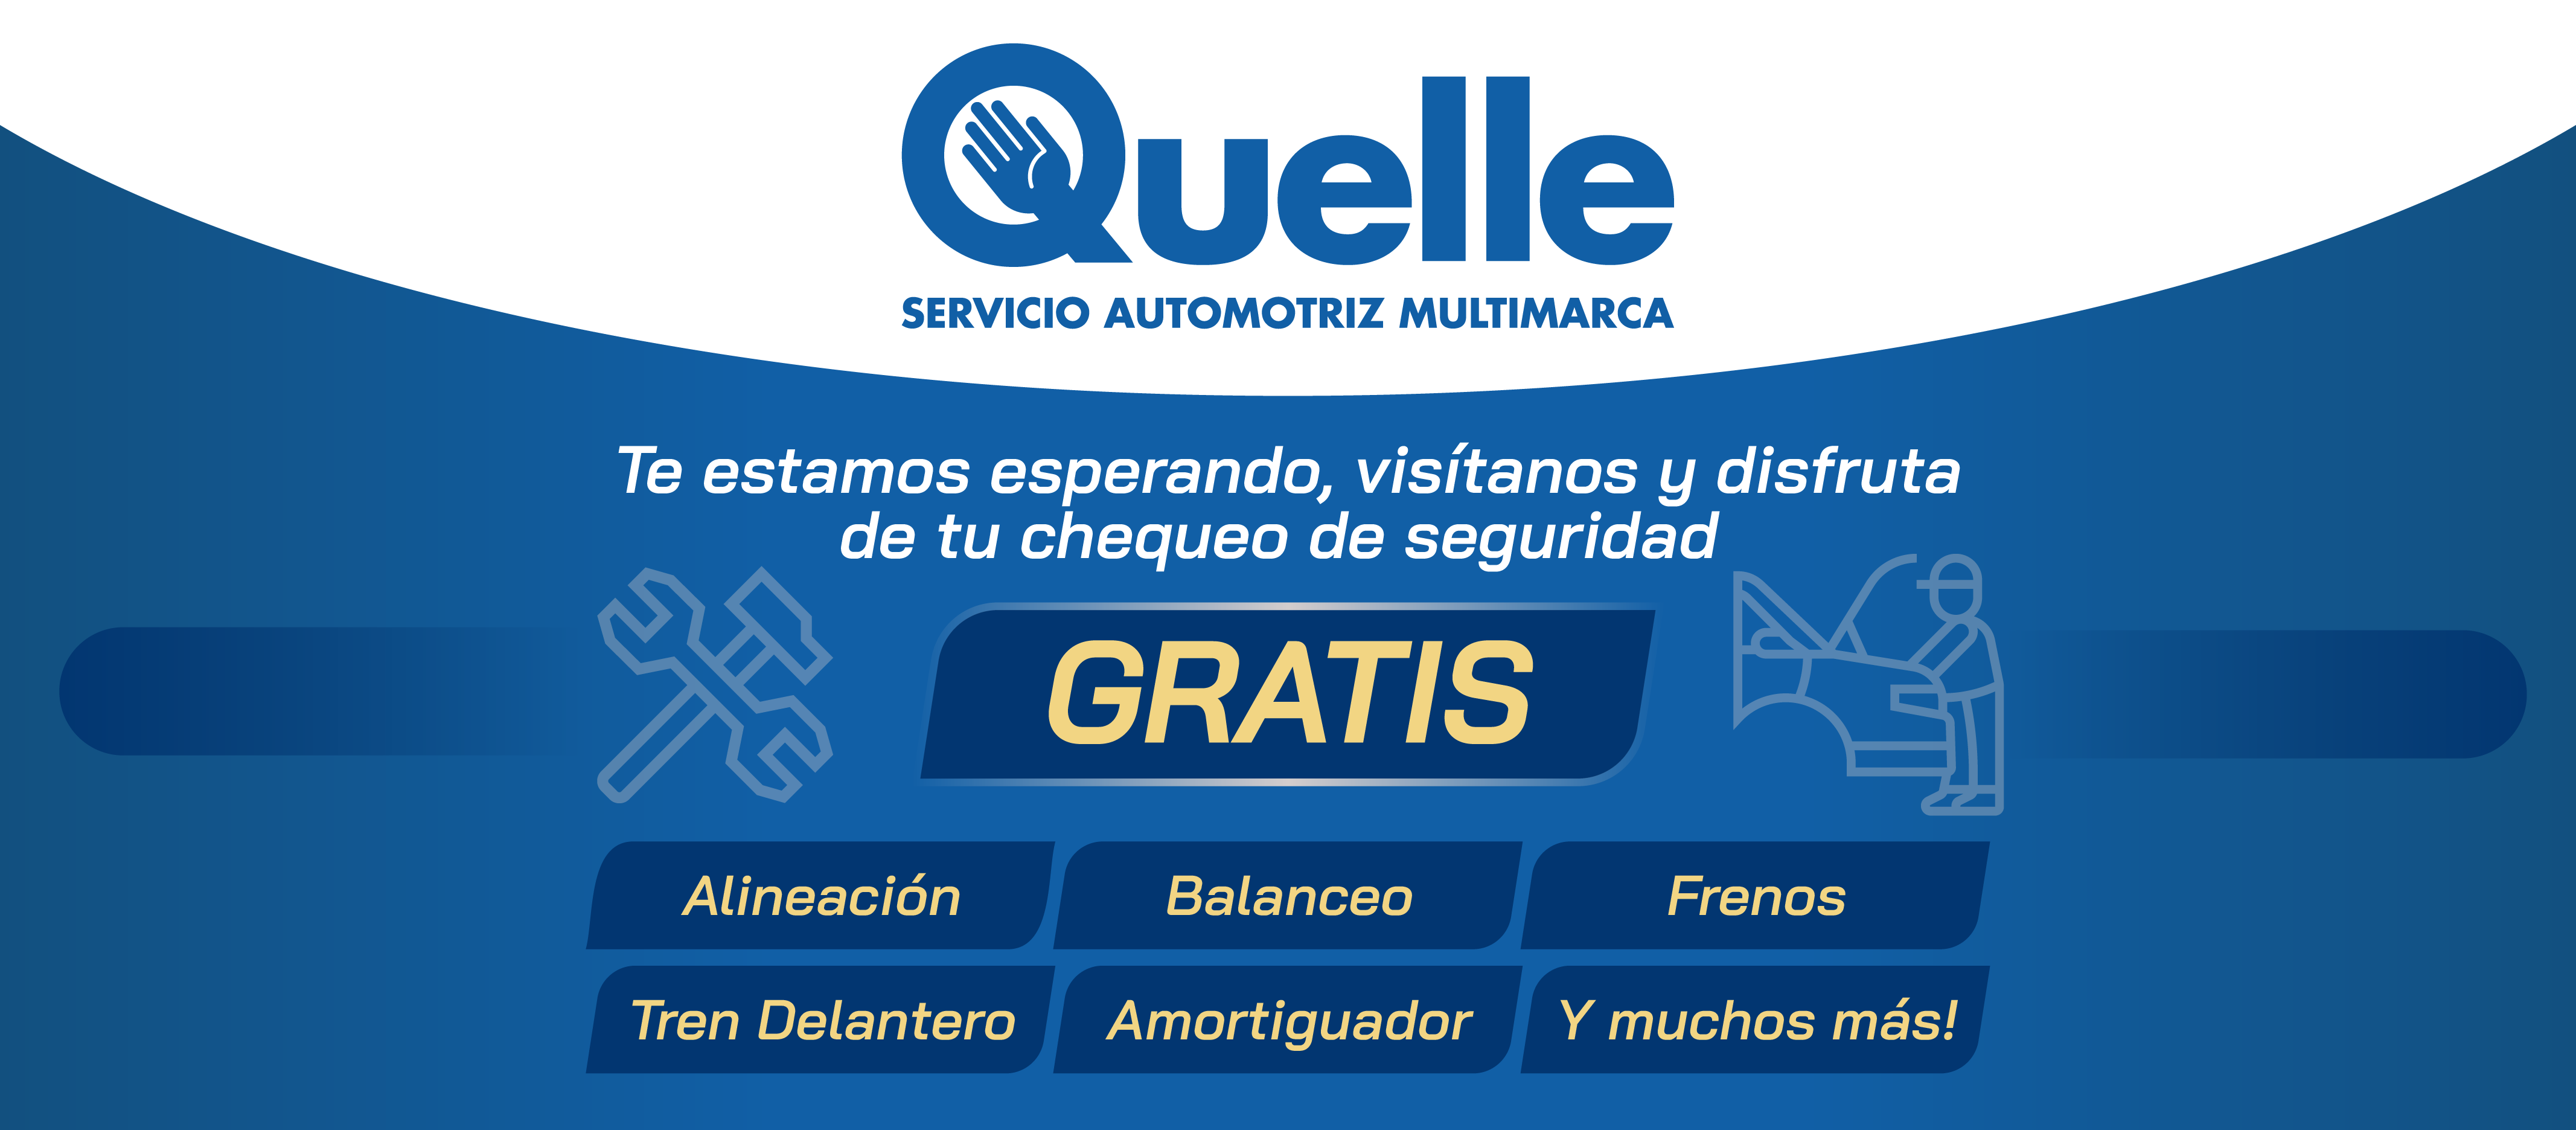 Quelle
SERVICIO AUTOMOTRIZ MULTIMARCA
Te estamos esperando, visítanos y disfruta
de tu chequeo de seguridad
GRATIS
Alineación
Balanceo
Frenos
Tren Delantero
Amortiguador
Y muchos más!